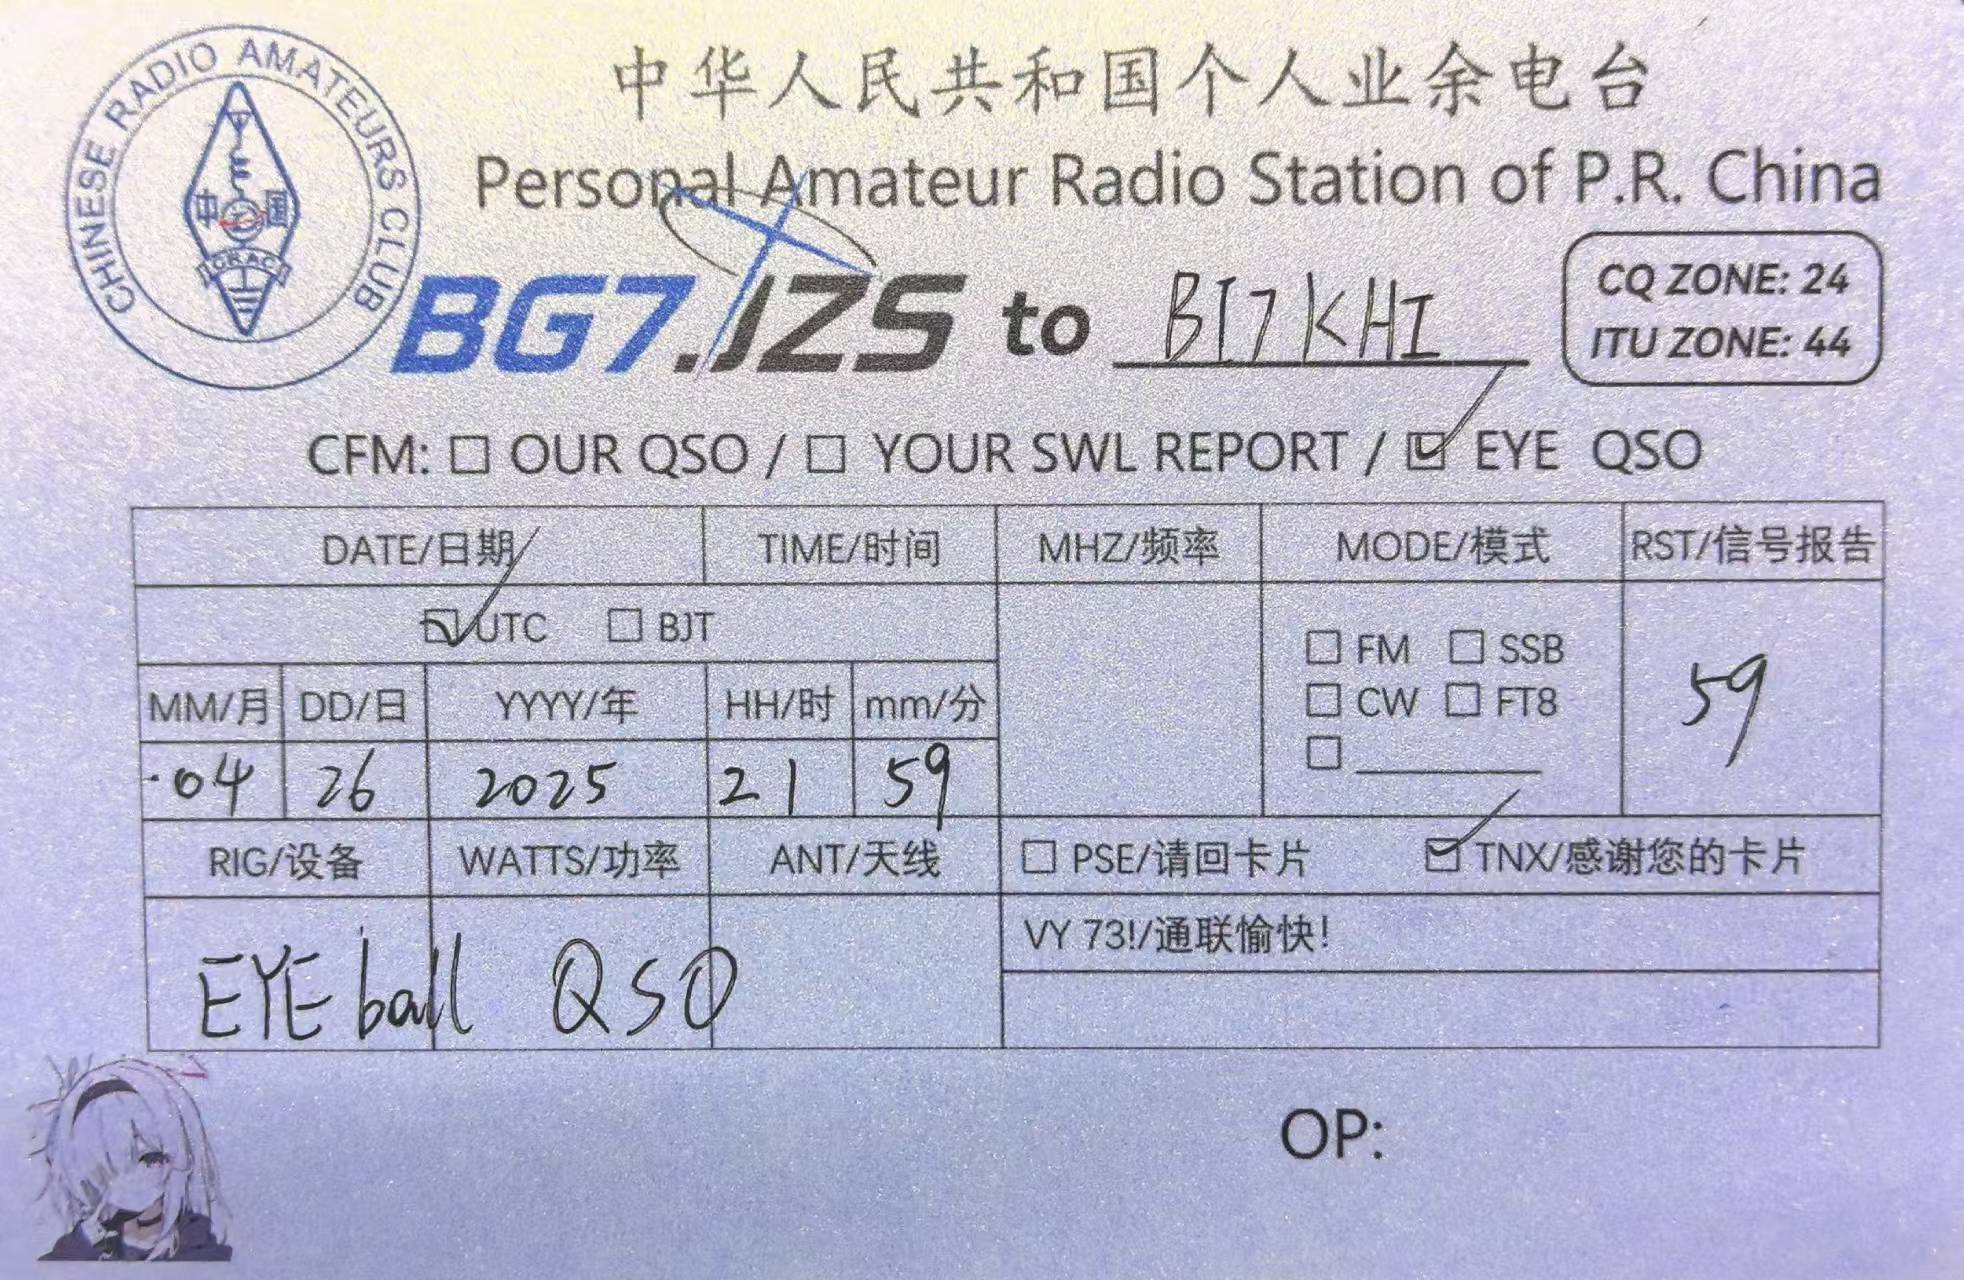 中华人民共和国个人业余电台
Personal Amateur Radio Station of P.R. China
CHINESE RADIO AMATEURS CLUB
中 国
CRAC
BG7.JZS to BI7KHI
CQ ZONE: 24
ITU ZONE: 44
CFM: □ OUR QSO / □ YOUR SWL REPORT / ☑ EYE QSO
DATE/日期 TIME/时间 MHZ/频率 MODE/模式 RST/信号报告
☑ UTC □ BJT
□ FM □ SSB
□ CW □ FT8
□ ________
59
MM/月 DD/日 YYYY/年 HH/时 mm/分
04 26 2025 21 59
RIG/设备 WATTS/功率 ANT/天线 □ PSE/请回卡片 ☑ TNX/感谢您的卡片
VY 73!/通联愉快!
EYE ball QSO
OP: